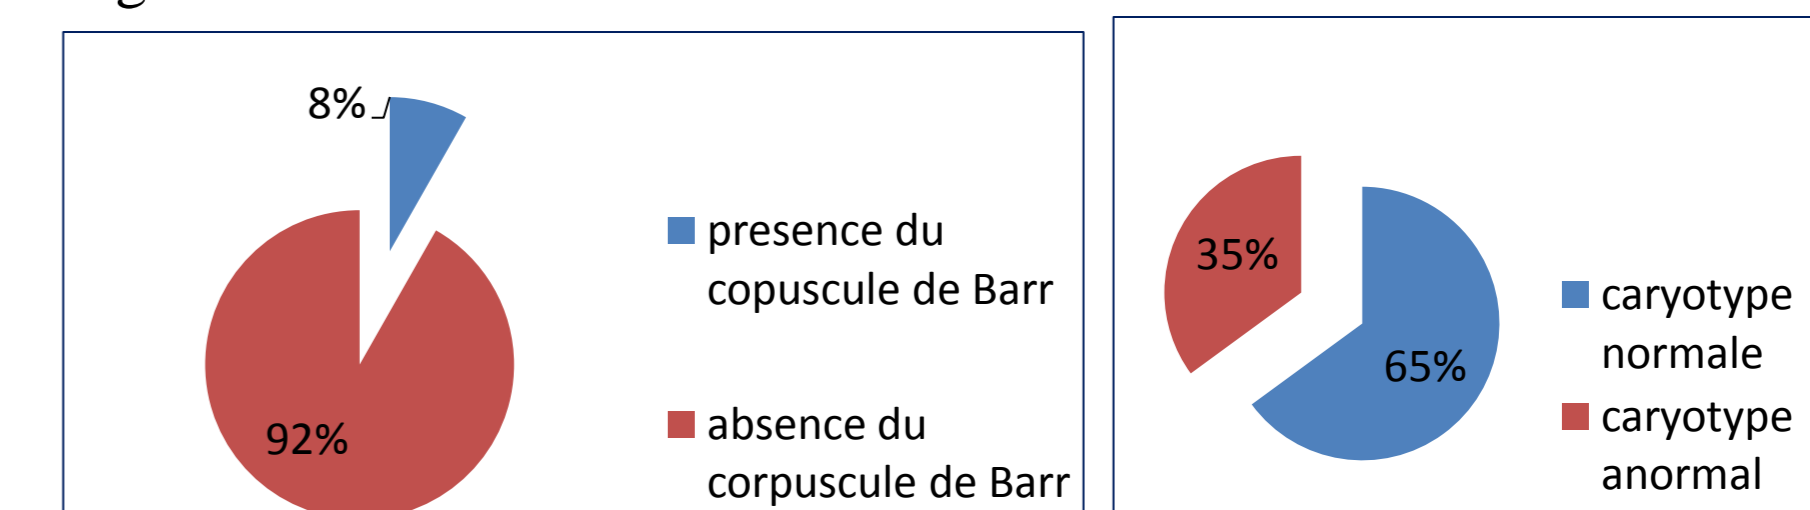 8%
92%
presence du
copuscule de Barr
absence du
corpuscule de Barr
35%
65%
caryotype
normale
caryotype
anormal